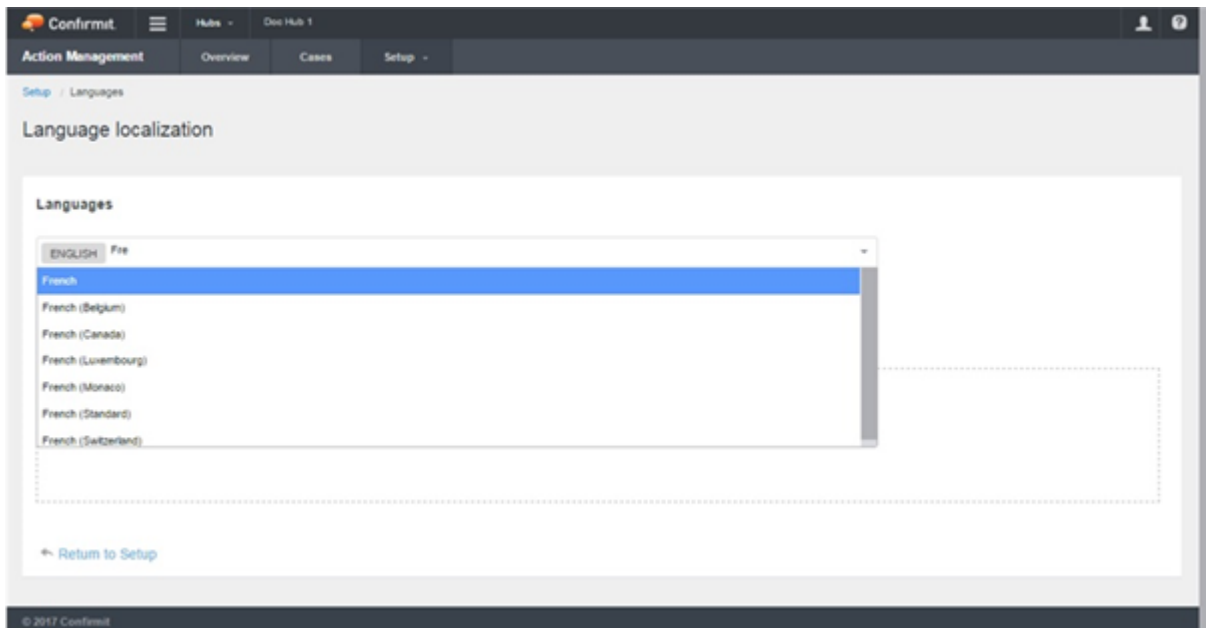 Confirmit. Hubs Doc Hub 1
Action Management Overview Cases Setup
Setup / Languages
Language localization
Languages
ENGLISH Fre
French
French (Belgium)
French (Canada)
French (Luxembourg)
French (Monaco)
French (Standard)
French (Switzerland)
Return to Setup
© 2017 Confirmit